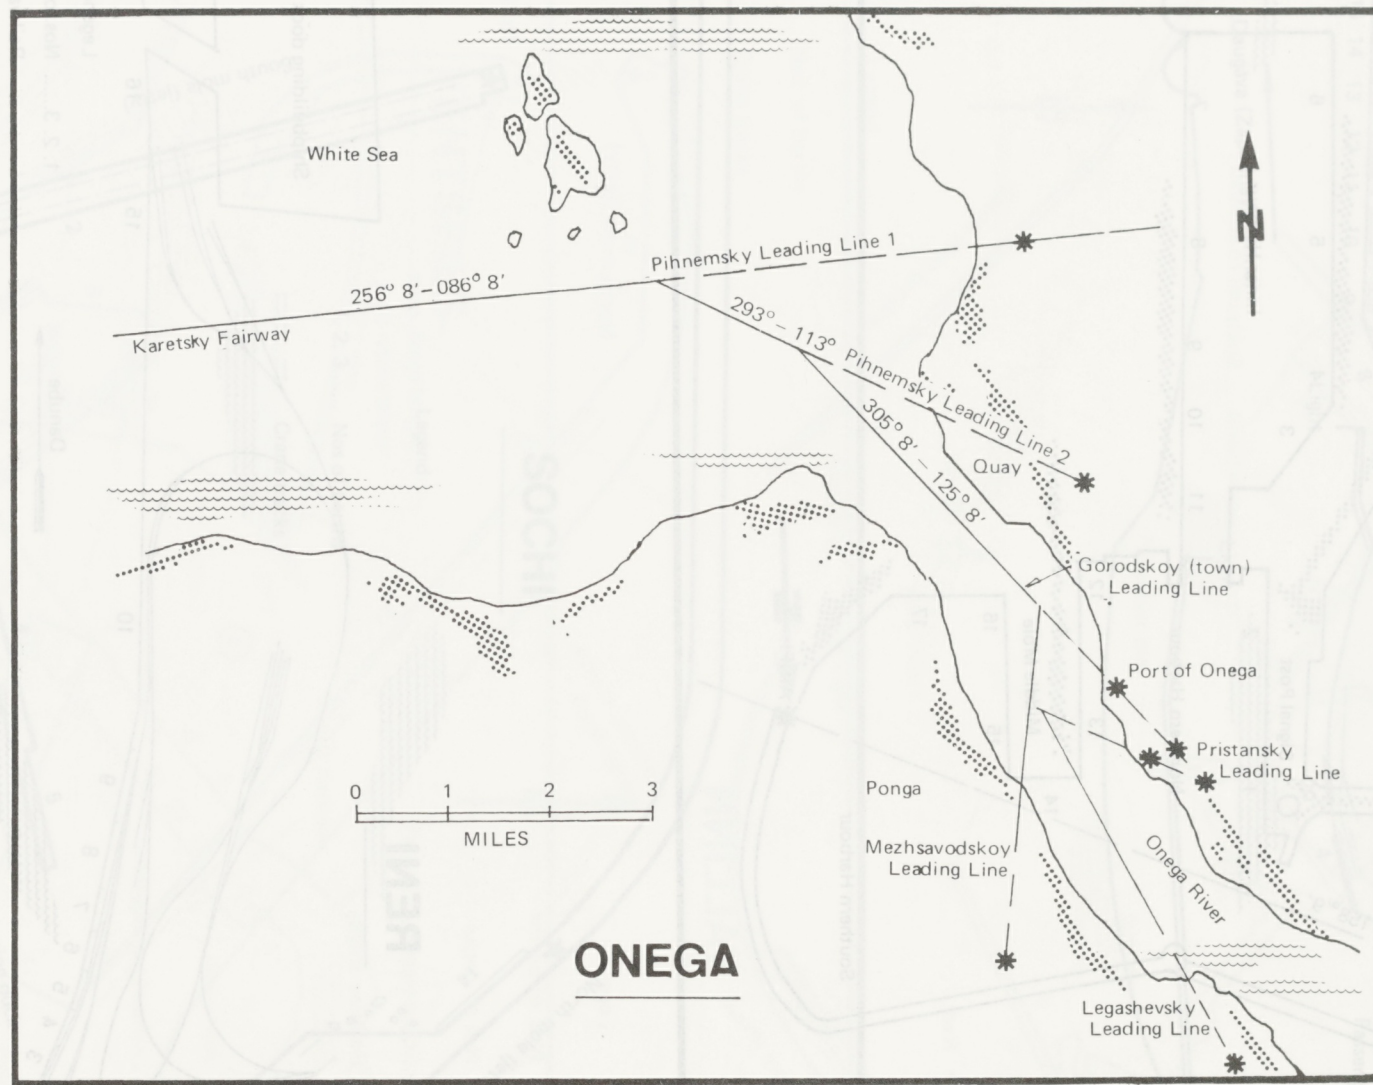 White Sea
N
Pihnemsky Leading Line 1
256° 8'–086° 8'
Karetsky Fairway
293°–113° Pihnemsky Leading Line 2
305° 8'–125° 8'
Quay
Gorodskoy (town)
Leading Line
Port of Onega
Pristansky
Leading Line
Ponga
0 1 2 3
MILES
Mezhsavodskoy
Leading Line
Onega River
ONEGA
Legashevsky
Leading Line